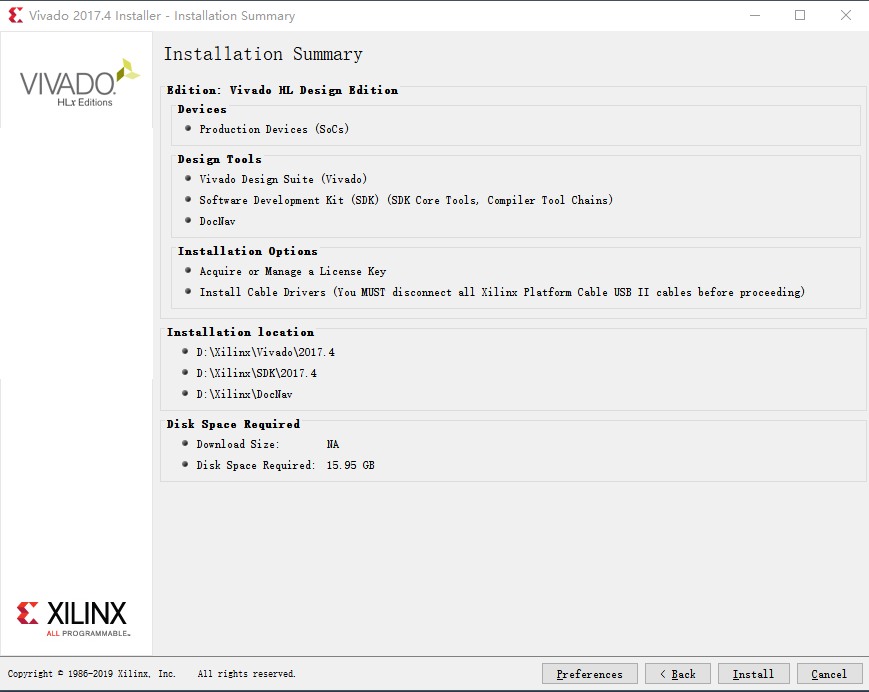 Vivado 2017.4 Installer - Installation Summary
VIVADO.
HLx Editions
Installation Summary
Edition: Vivado HL Design Edition
Devices
Production Devices (SoCs)
Design Tools
Vivado Design Suite (Vivado)
Software Development Kit (SDK) (SDK Core Tools, Compiler Tool Chains)
DocNav
Installation Options
Acquire or Manage a License Key
Install Cable Drivers (You MUST disconnect all Xilinx Platform Cable USB II cables before proceeding)
Installation location
D:\Xilinx\Vivado\2017.4
D:\Xilinx\SDK\2017.4
D:\Xilinx\DocNav
Disk Space Required
Download Size: NA
Disk Space Required: 15.95 GB
XILINX
ALL PROGRAMMABLE™
Copyright © 1986-2019 Xilinx, Inc. All rights reserved.
Preferences < Back Install Cancel